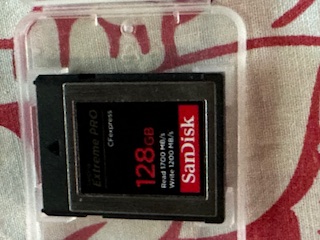 Extreme PRO
CFexpress
128GB
Read 1700 MB/s
Write 1200 MB/s
SanDisk